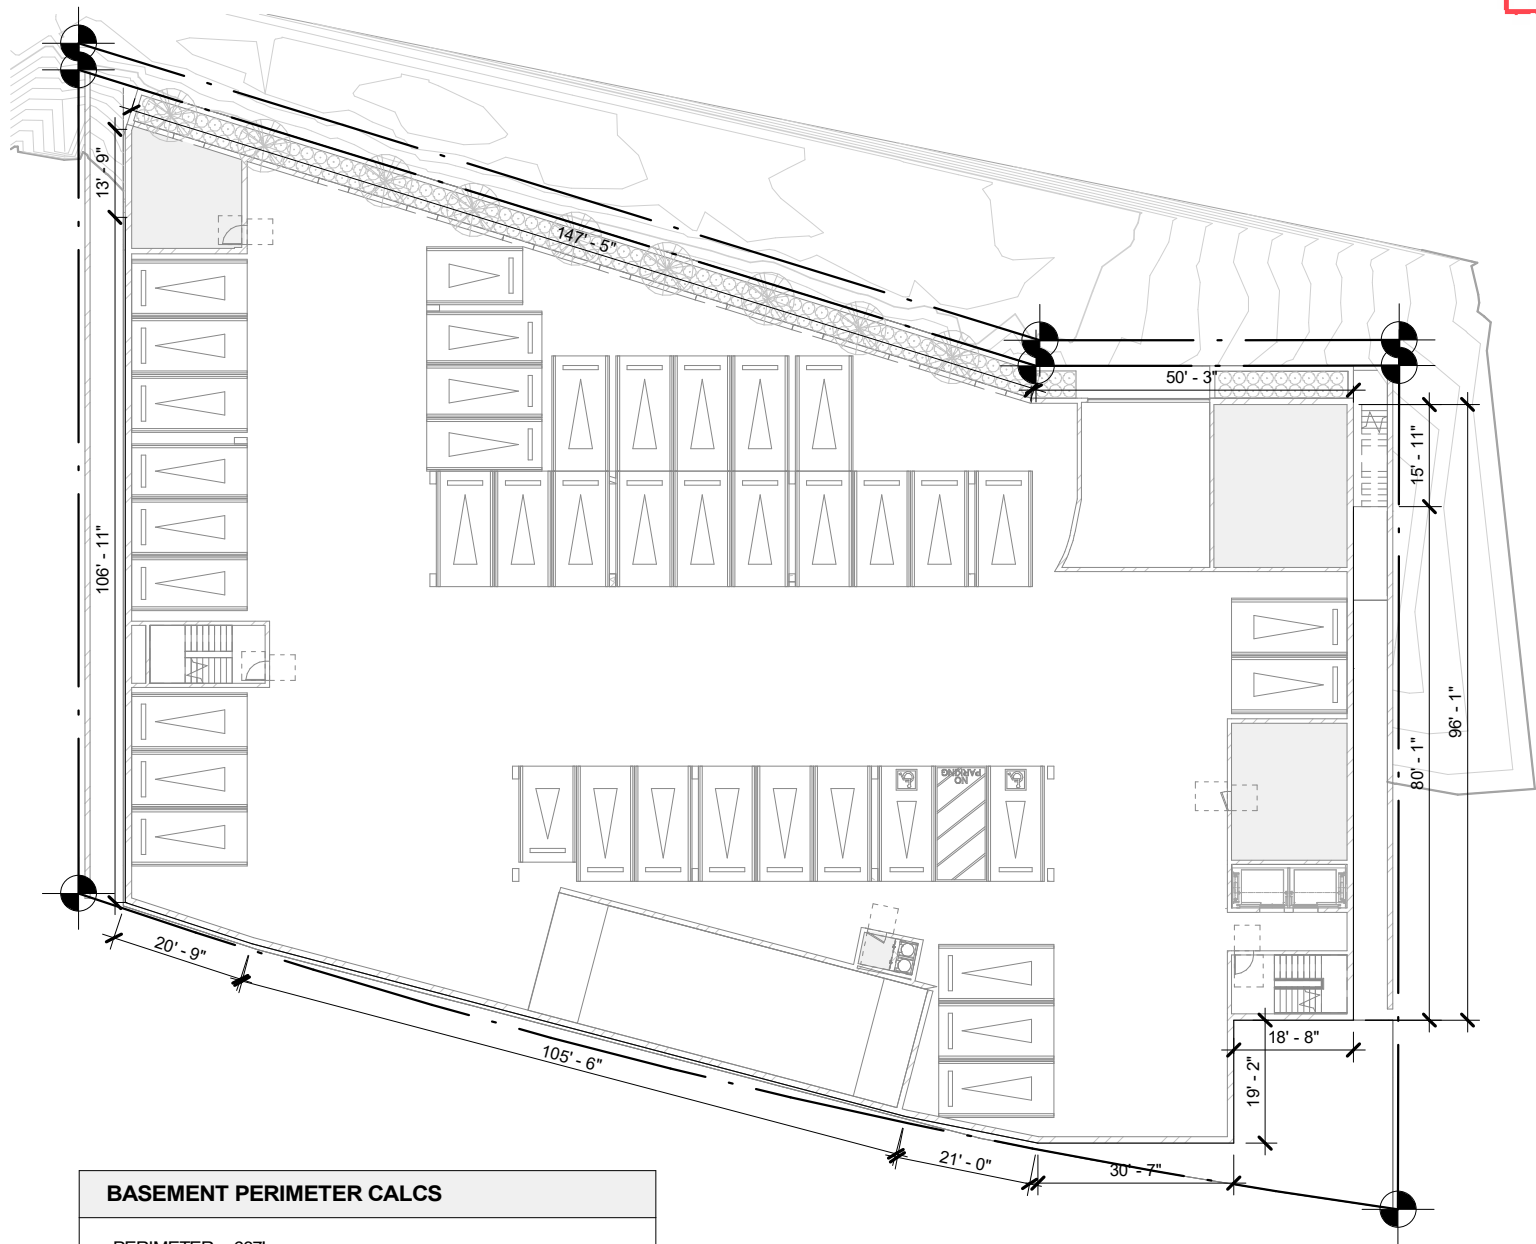 13' - 9"
147' - 5"
50' - 3"
15' - 11"
106' - 11"
96' - 1"
80' - 1"
NO
PARKING
20' - 9"
18' - 8"
105' - 6"
19' - 2"
21' - 0"
30' - 7"
BASEMENT PERIMETER CALCS